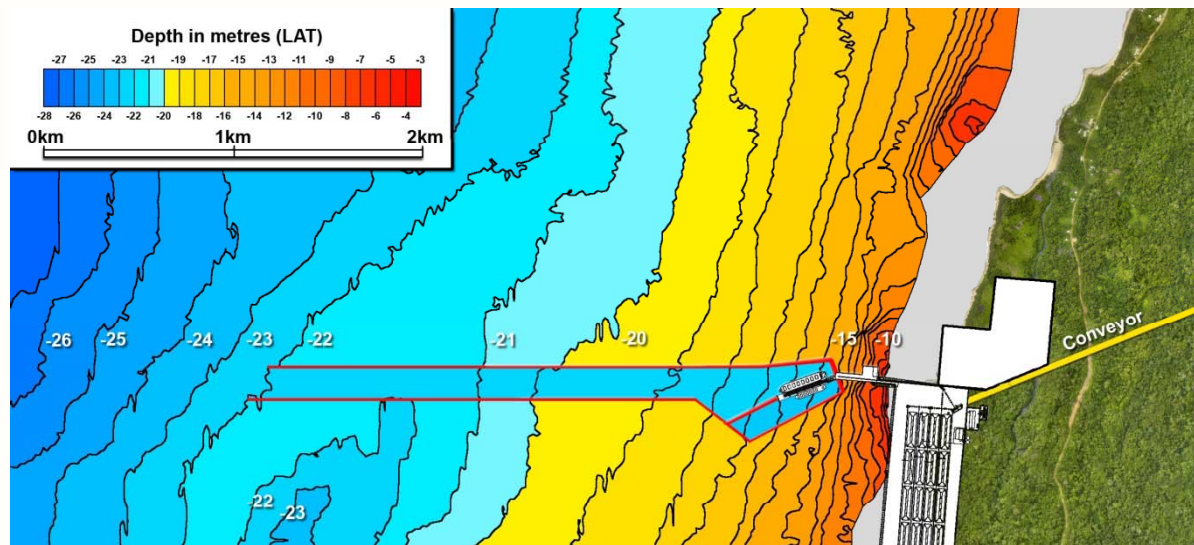 Depth in metres (LAT)
-27 -25 -23 -21 -19 -17 -15 -13 -11 -9 -7 -5 -3
-28 -26 -24 -22 -20 -18 -16 -14 -12 -10 -8 -6 -4
0km 1km 2km
Conveyor
-26 -25 -24 -23 -22 -21 -20 -15 -10
-22
-23